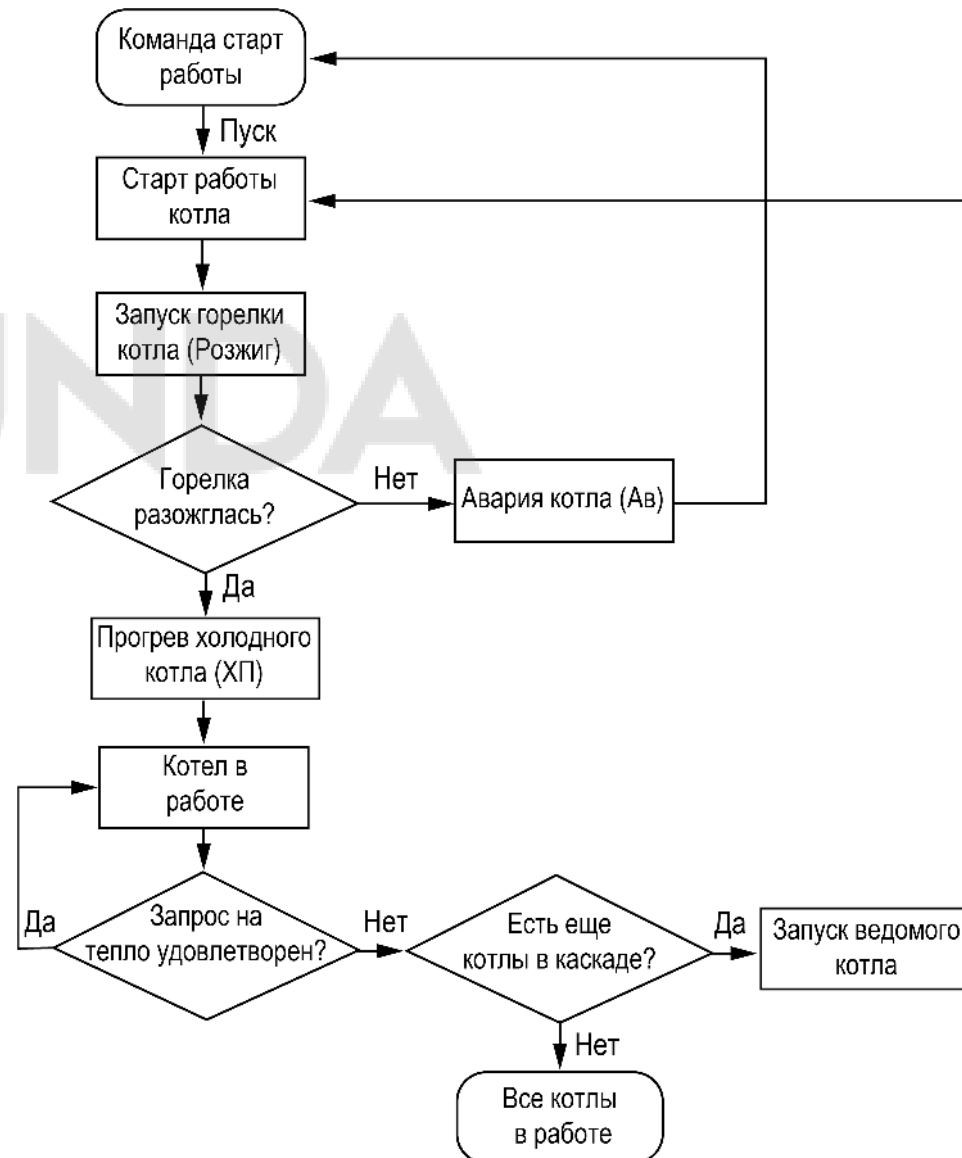 Команда старт
работы
Пуск
Старт работы
котла
Запуск горелки
котла (Розжиг)
Горелка
разожглась?
Нет
Авария котла (Ав)
Да
Прогрев холодного
котла (ХП)
Котел в
работе
Да
Запрос на
тепло удовлетворен?
Нет
Есть еще
котлы в каскаде?
Да
Запуск ведомого
котла
Нет
Все котлы
в работе
UNDA